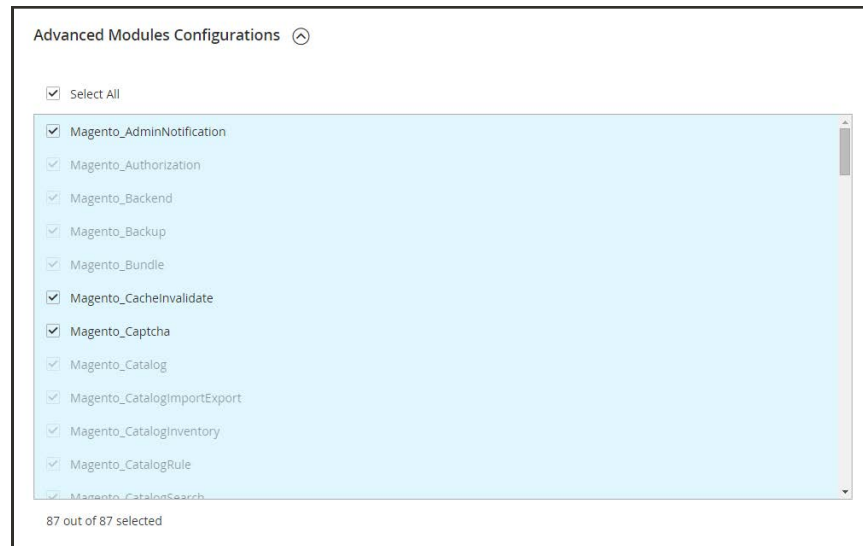 Advanced Modules Configurations
Select All
Magento_AdminNotification
Magento_Authorization
Magento_Backend
Magento_Backup
Magento_Bundle
Magento_CacheInvalidate
Magento_Captcha
Magento_Catalog
Magento_CatalogImportExport
Magento_CatalogInventory
Magento_CatalogRule
Magento_CatalogSearch
87 out of 87 selected